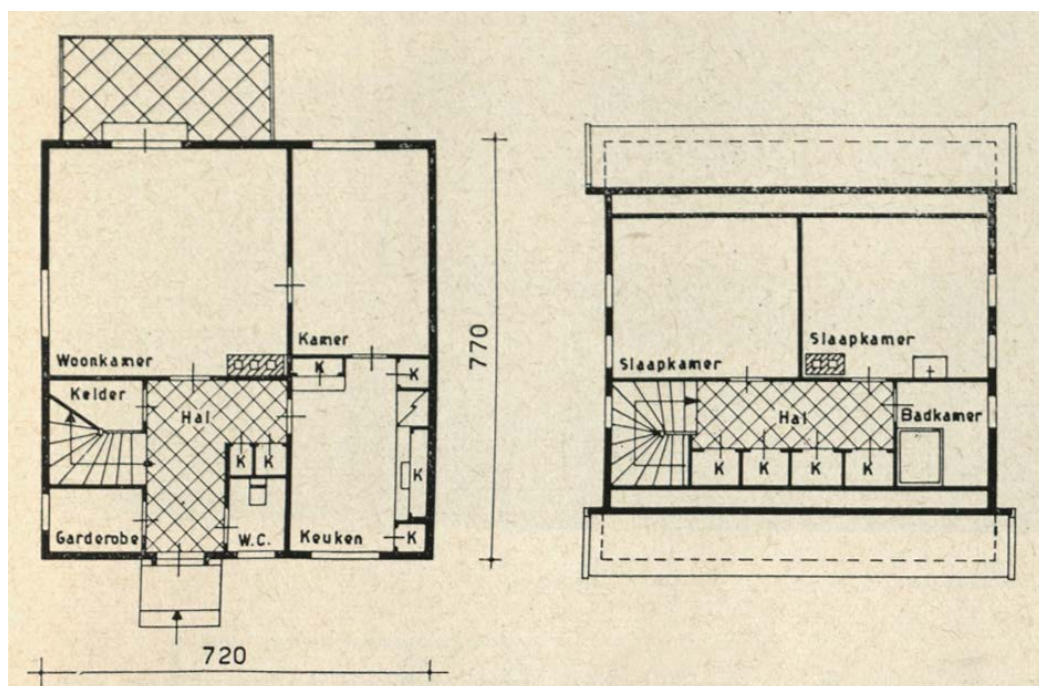 Woonkamer
Kamer
K
K
Kelder
Hal
K
K
K
Garderobe
W.C.
Keuken
K
720
770
Slaapkamer
Slaapkamer
Hal
Badkamer
K
K
K
K